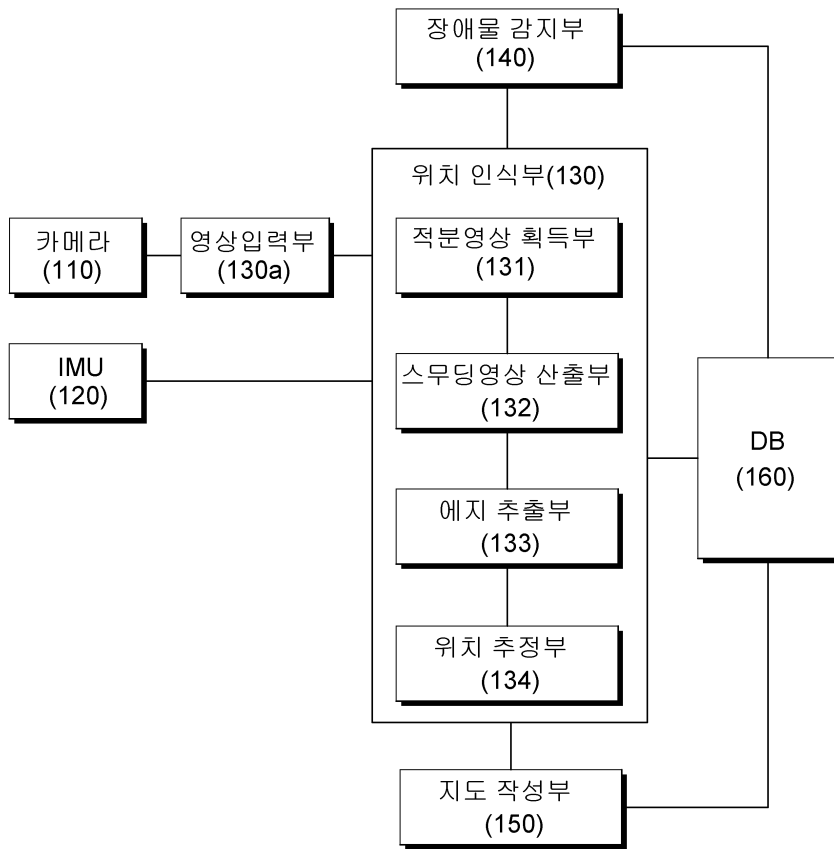 장애물 감지부
(140)
위치 인식부(130)
카메라
(110)
영상입력부
(130a)
적분영상 획득부
(131)
IMU
(120)
스무딩영상 산출부
(132)
DB
(160)
에지 추출부
(133)
위치 추정부
(134)
지도 작성부
(150)